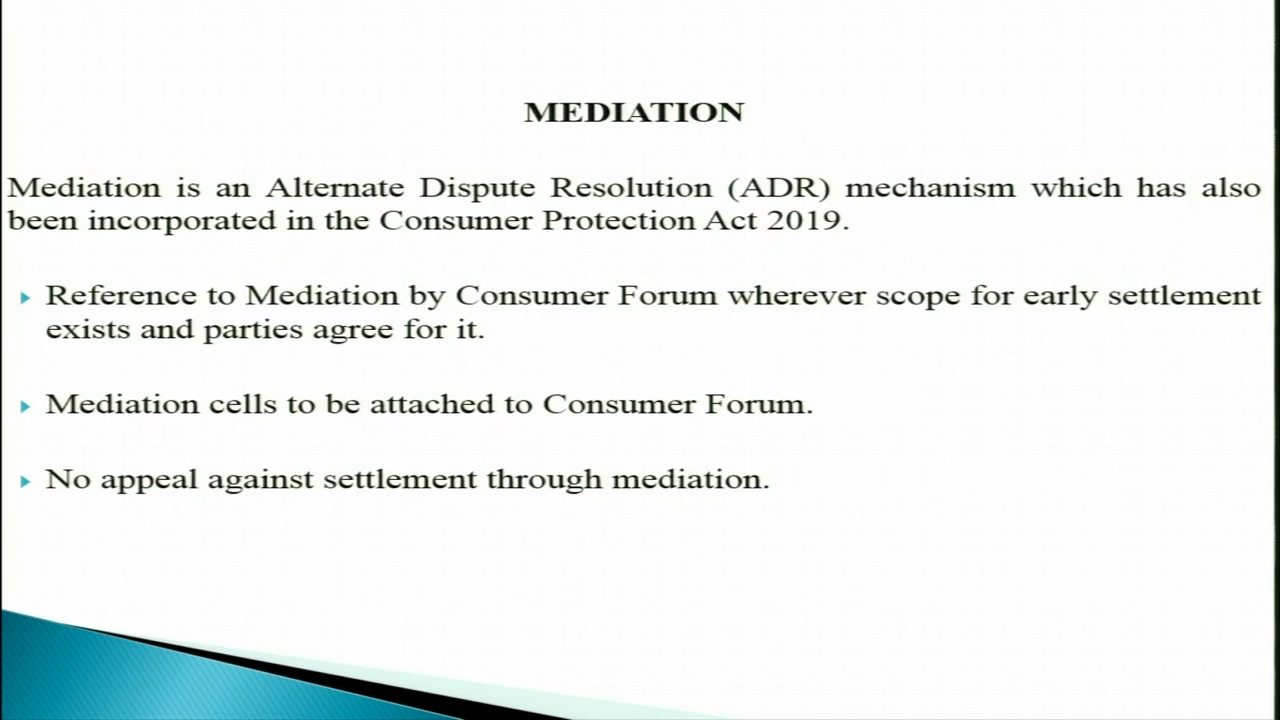 MEDIATION
Mediation is an Alternate Dispute Resolution (ADR) mechanism which has also
been incorporated in the Consumer Protection Act 2019.
Reference to Mediation by Consumer Forum wherever scope for early settlement
exists and parties agree for it.
Mediation cells to be attached to Consumer Forum.
No appeal against settlement through mediation.